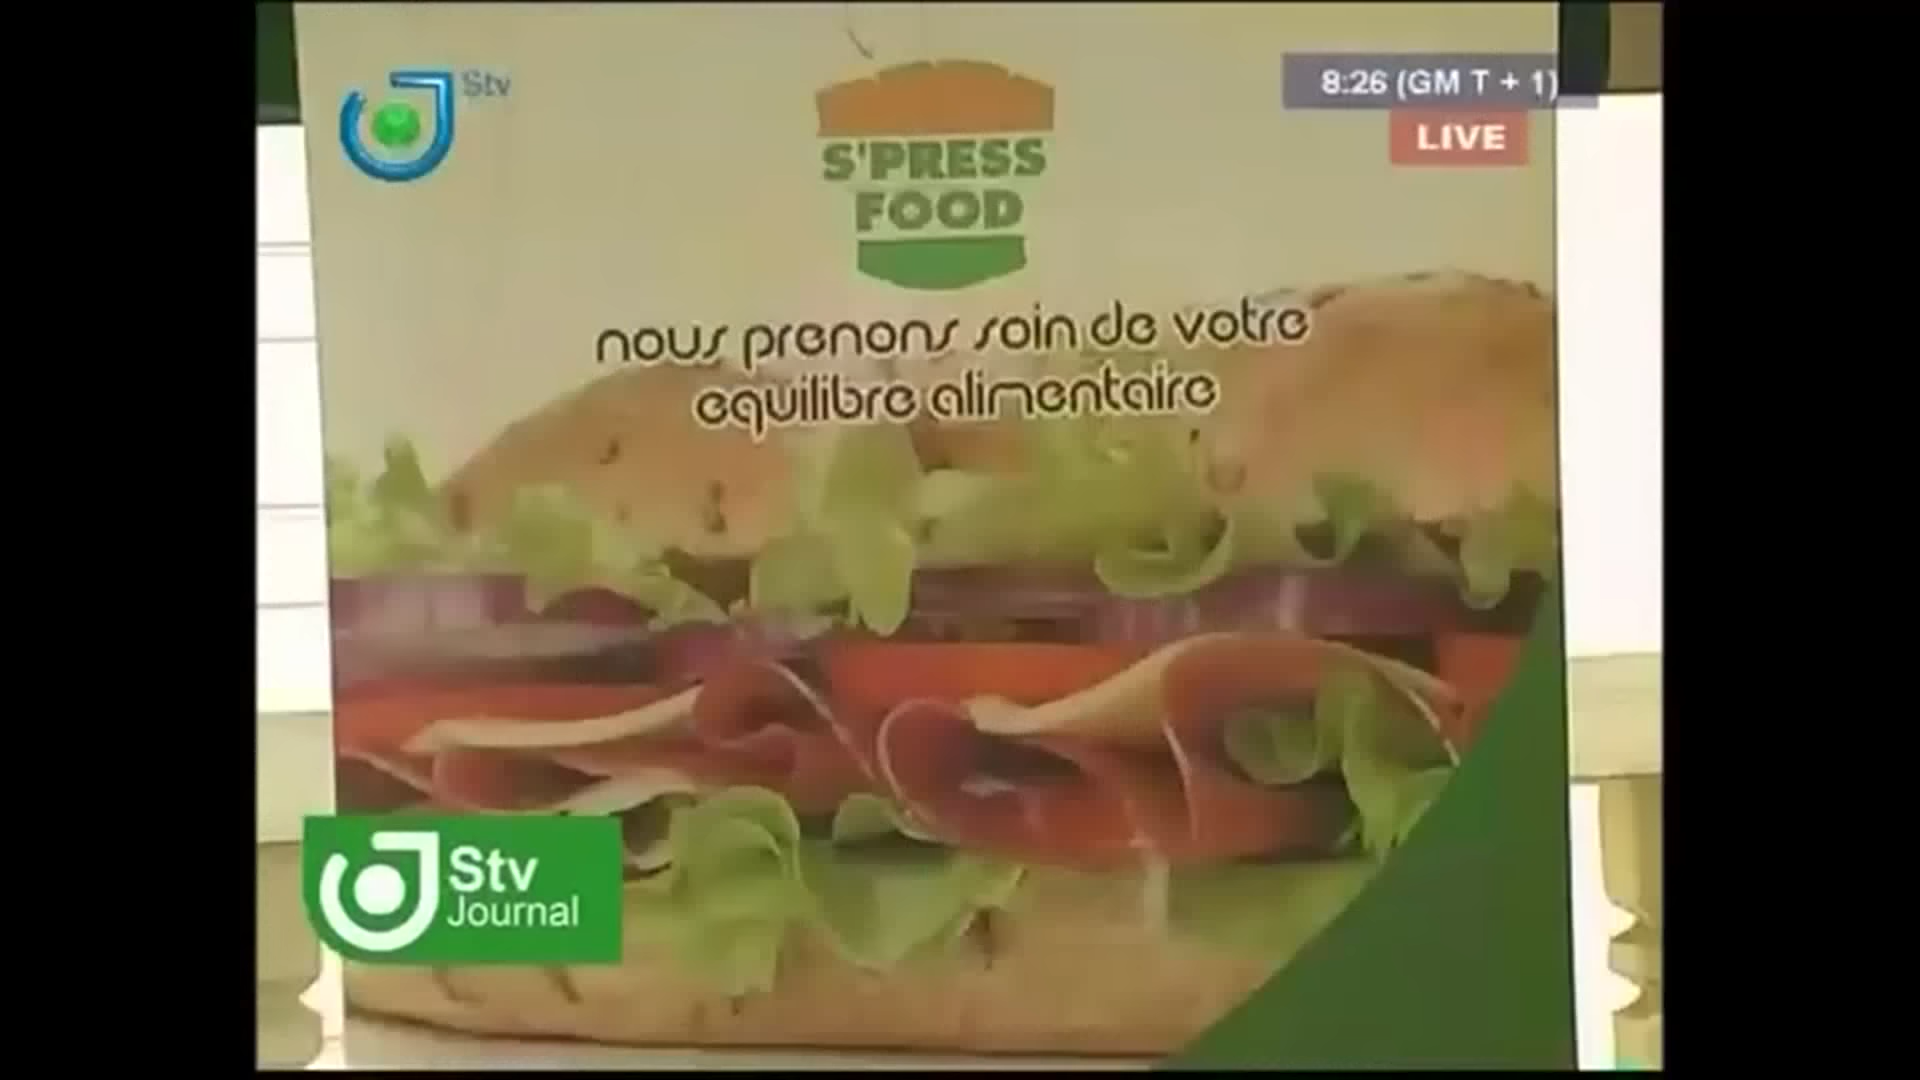 Stv
8:26 (GM T + 1)
LIVE
S'PRESS
FOOD
nous prenons soin de votre
equilibre alimentaire
Stv
Journal